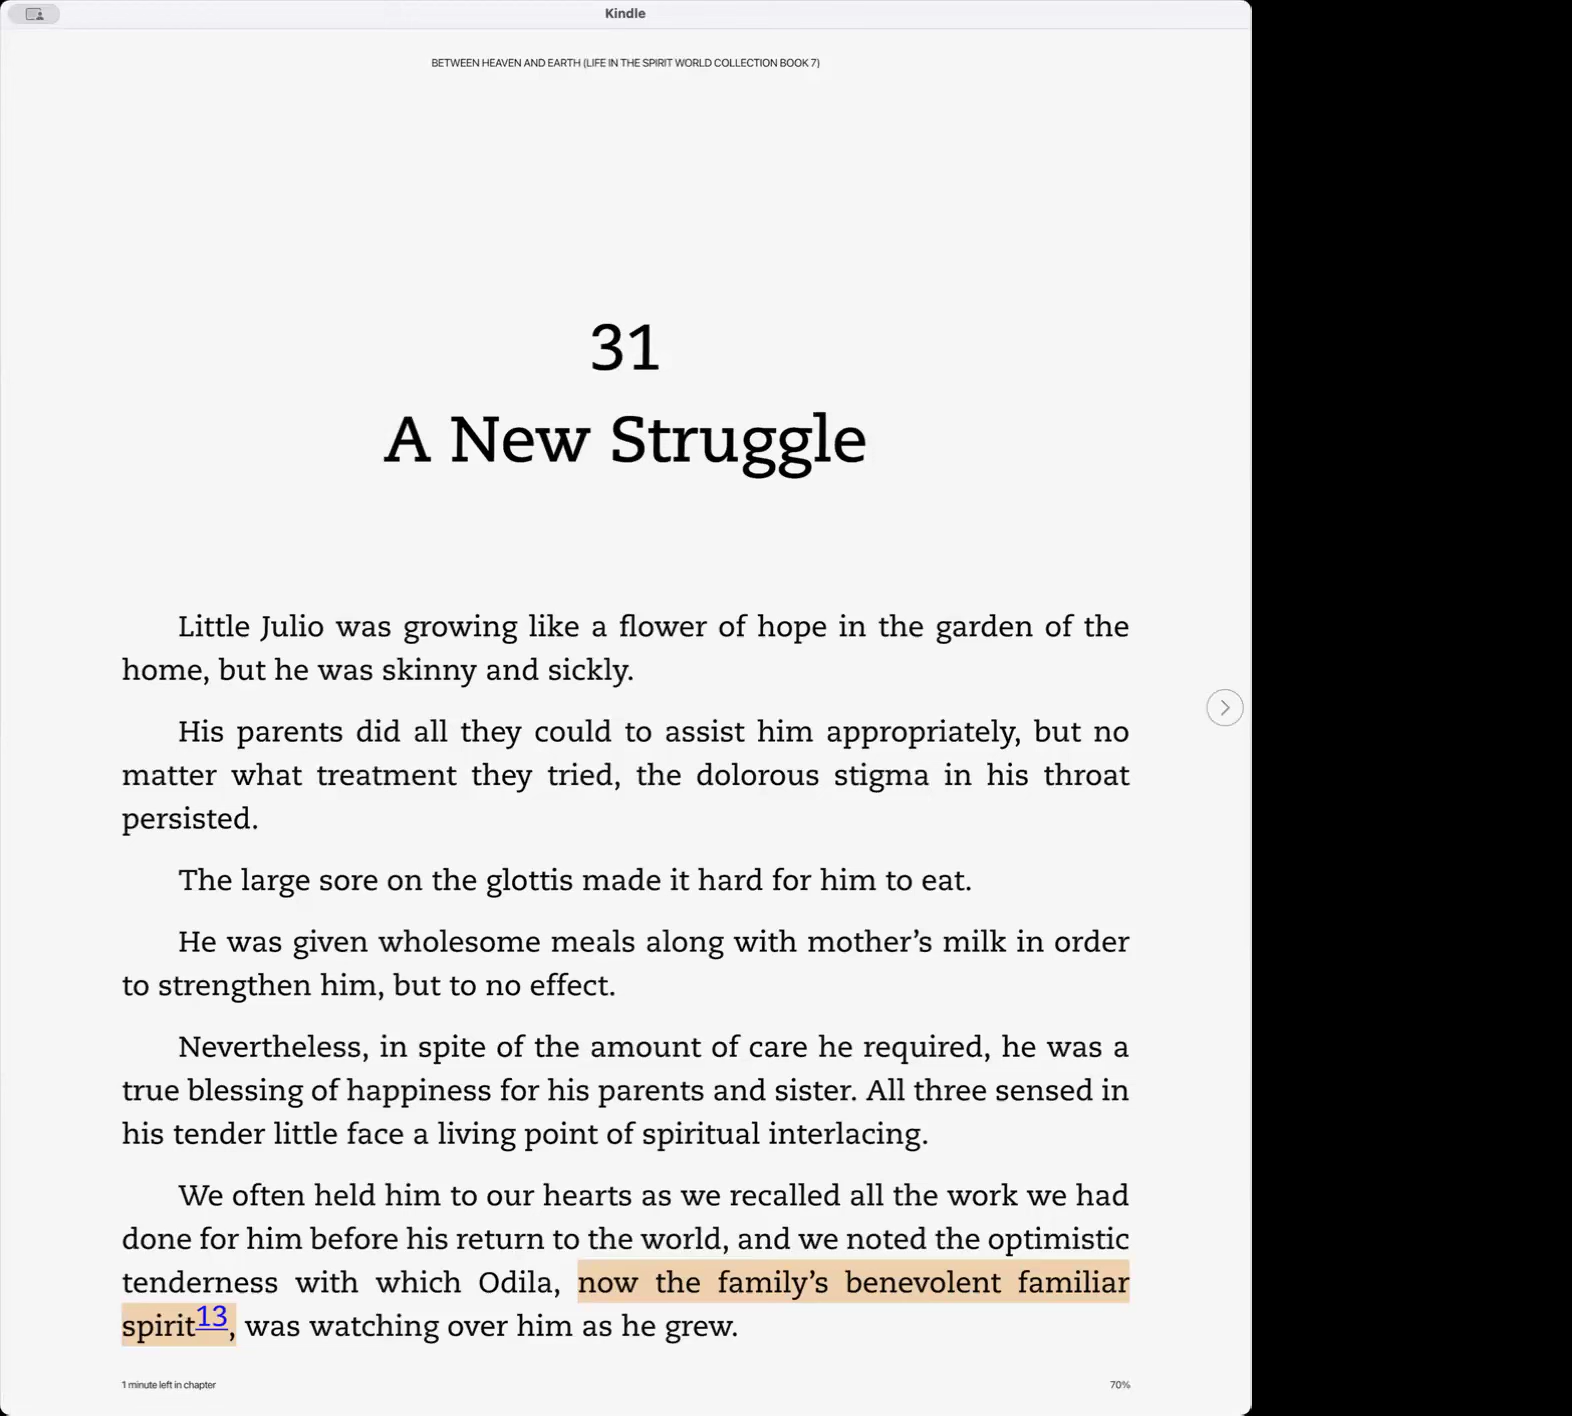 Kindle
BETWEEN HEAVEN AND EARTH (LIFE IN THE SPIRIT WORLD COLLECTION BOOK 7)
31
A New Struggle
Little Julio was growing like a flower of hope in the garden of the
home, but he was skinny and sickly.
His parents did all they could to assist him appropriately, but no
matter what treatment they tried, the dolorous stigma in his throat
persisted.
The large sore on the glottis made it hard for him to eat.
He was given wholesome meals along with mother’s milk in order
to strengthen him, but to no effect.
Nevertheless, in spite of the amount of care he required, he was a
true blessing of happiness for his parents and sister. All three sensed in
his tender little face a living point of spiritual interlacing.
We often held him to our hearts as we recalled all the work we had
done for him before his return to the world, and we noted the optimistic
tenderness with which Odila, now the family’s benevolent familiar
spirit13, was watching over him as he grew.
1 minute left in chapter
70%